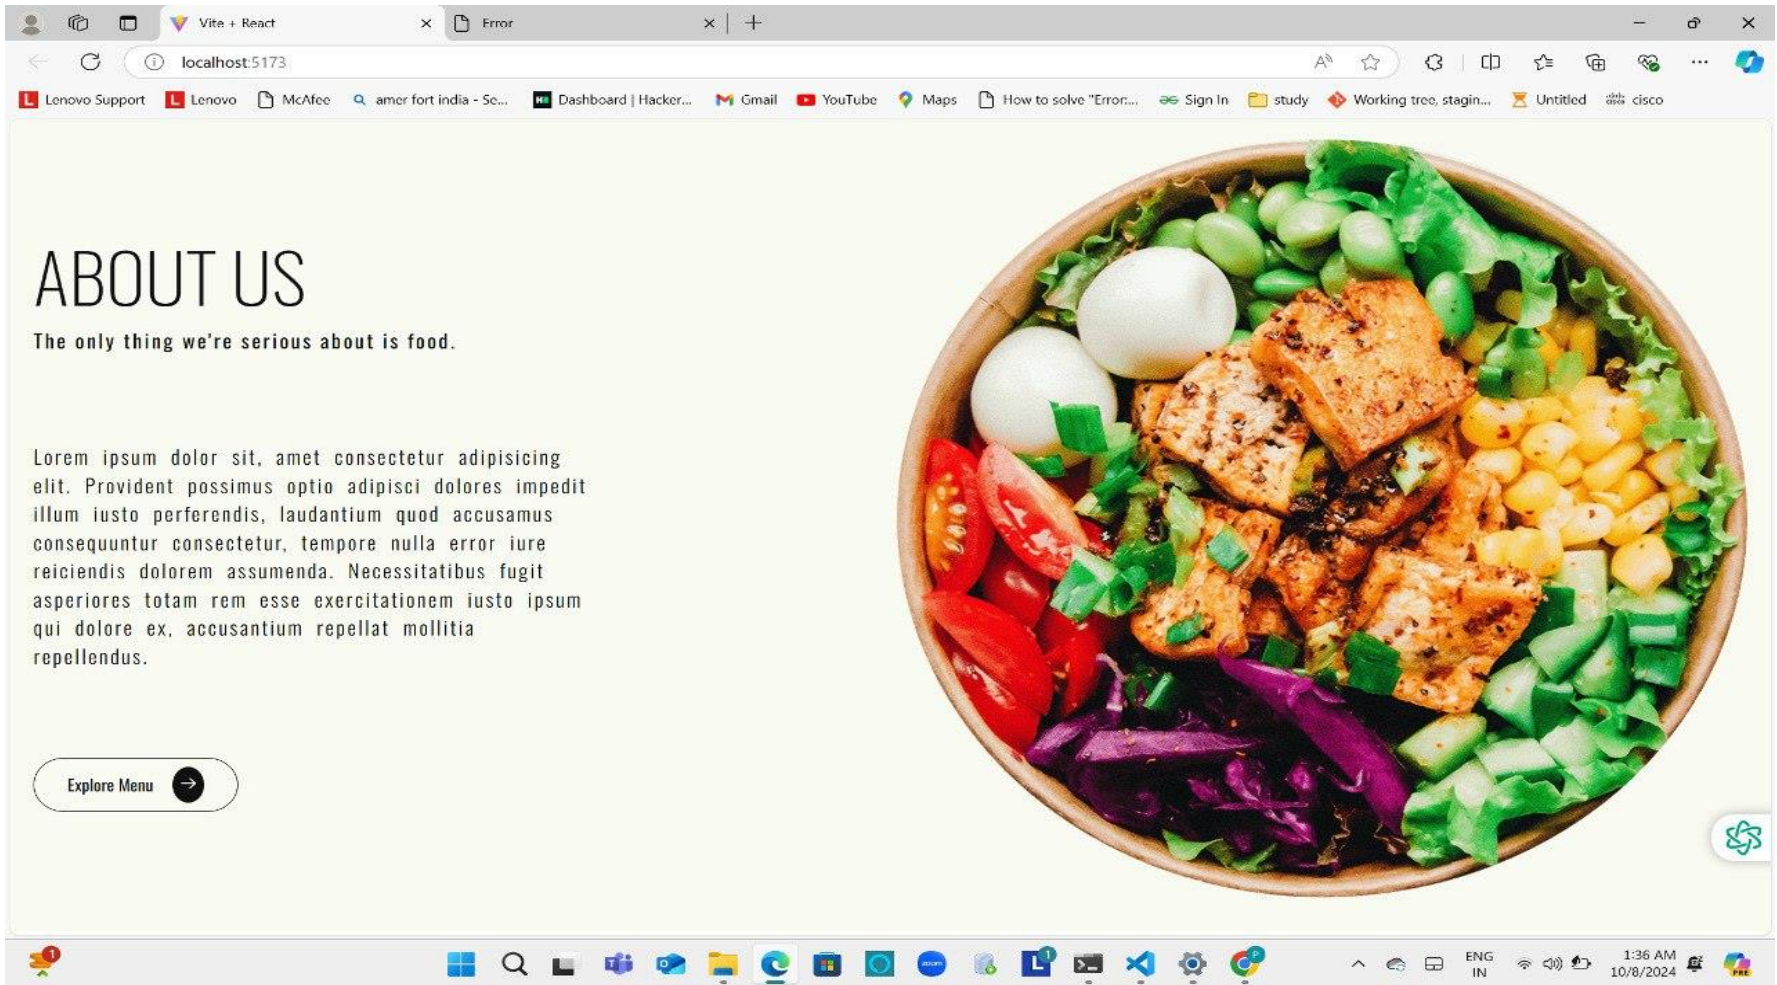 Vite + React
Error
localhost:5173
Lenovo Support
Lenovo
McAfee
amer fort india - Se...
Dashboard | Hacker...
Gmail
YouTube
Maps
How to solve "Error:...
Sign In
study
Working tree, stagin...
Untitled
cisco
ABOUT US
The only thing we're serious about is food.
Lorem ipsum dolor sit, amet consectetur adipisicing
elit. Provident possimus optio adipisci dolores impedit
illum iusto perferendis, laudantium quod accusamus
consequuntur consectetur, tempore nulla error iure
reiciendis dolorem assumenda. Necessitatibus fugit
asperiores totam rem esse exercitationem iusto ipsum
qui dolore ex, accusantium repellat mollitia
repellendus.
Explore Menu
1
zoom
L
1
P
ENG
IN
1:36 AM
10/8/2024
PRE